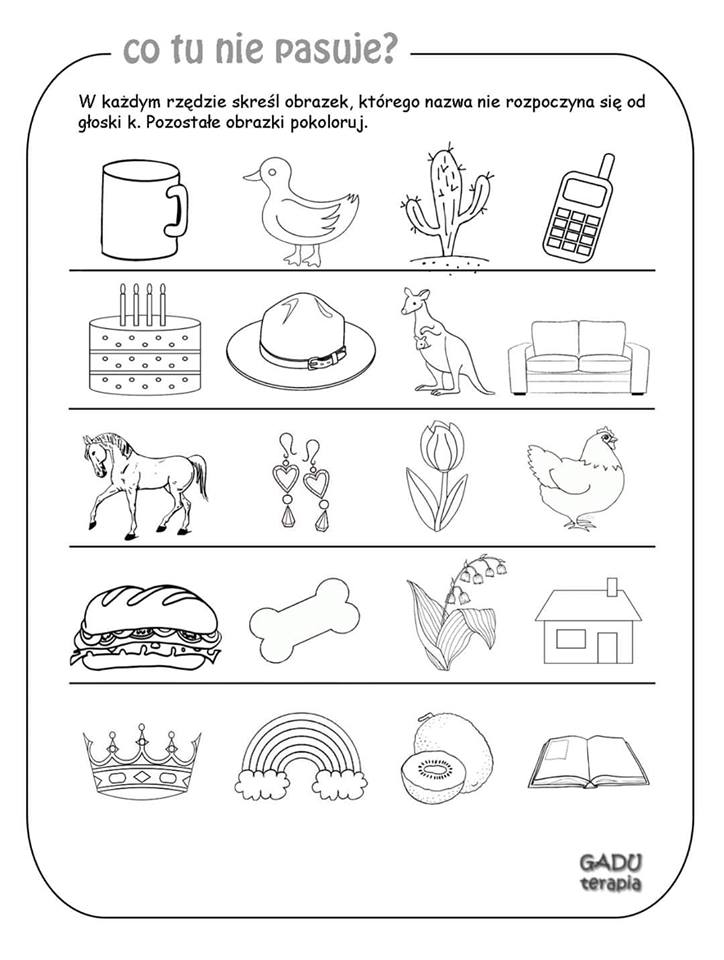 co tu nie pasuje?
W każdym rzędzie skreśl obrazek, którego nazwa nie rozpoczyna się od
głoski k. Pozostałe obrazki pokoloruj.
GADU
terapia